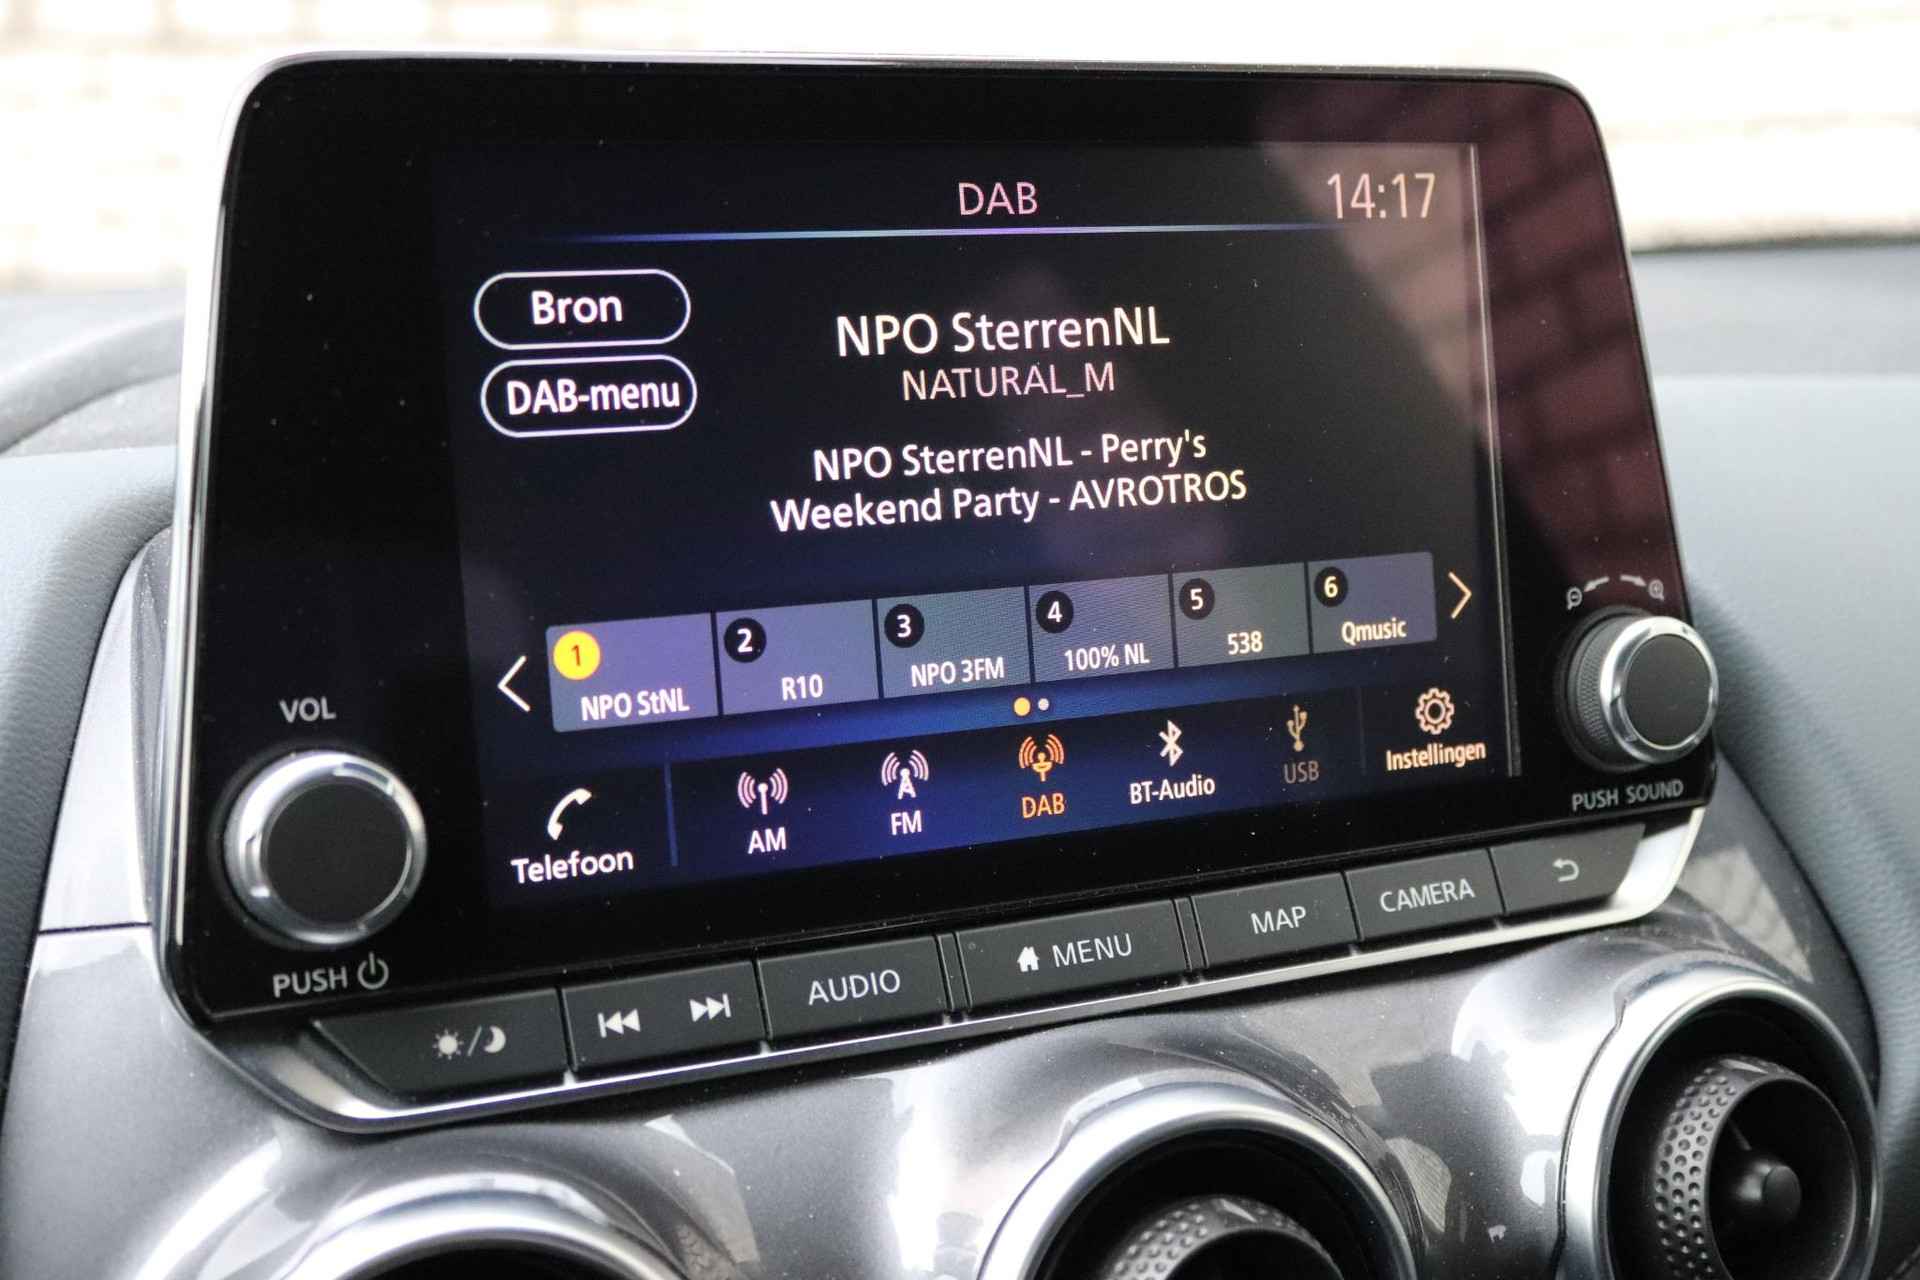 DAB
14:17
Bron
DAB-menu
NPO SterrenNL
NATURAL_M
NPO SterrenNL - Perry's
Weekend Party - AVROTROS
1
NPO StNL
2
R10
3
NPO 3FM
4
100% NL
5
538
6
Qmusic
Telefoon
AM
FM
DAB
BT-Audio
USB
Instellingen
VOL
PUSH
PUSH SOUND
AUDIO
MENU
MAP
CAMERA